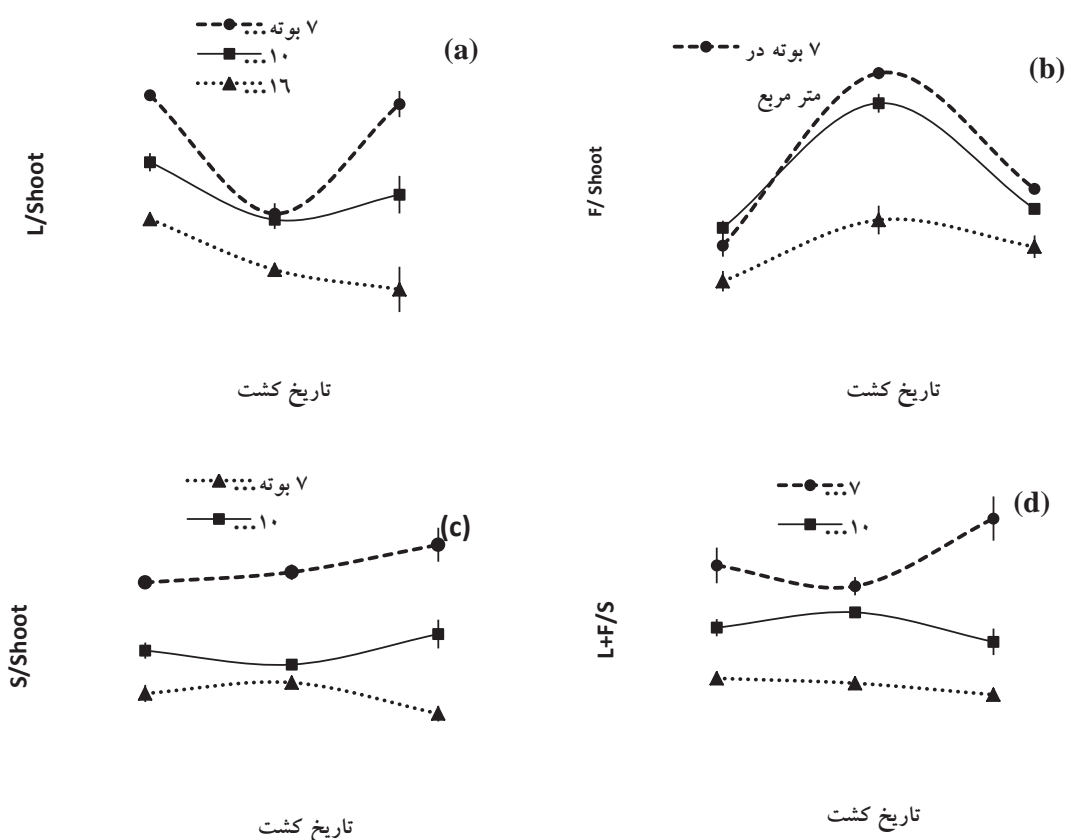 ۷ بوته...
۱۰...
۱٦...
(a)
L/Shoot
تاریخ کشت
۷ بوته در
متر مربع
(b)
F/ Shoot
تاریخ کشت
۷ بوته...
۱۰...
(c)
S/Shoot
تاریخ کشت
۷...
۱۰...
(d)
L+F/S
تاریخ کشت